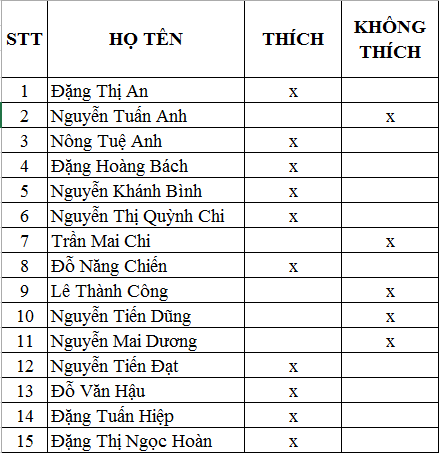 STT HỌ TÊN THÍCH KHÔNG THÍCH
1 Đặng Thị An x
2 Nguyễn Tuấn Anh x
3 Nông Tuệ Anh x
4 Đặng Hoàng Bách x
5 Nguyễn Khánh Bình x
6 Nguyễn Thị Quỳnh Chi x
7 Trần Mai Chi x
8 Đỗ Năng Chiến x
9 Lê Thành Công x
10 Nguyễn Tiến Dũng x
11 Nguyễn Mai Dương x
12 Nguyễn Tiến Đạt x
13 Đỗ Văn Hậu x
14 Đặng Tuấn Hiệp x
15 Đặng Thị Ngọc Hoàn x